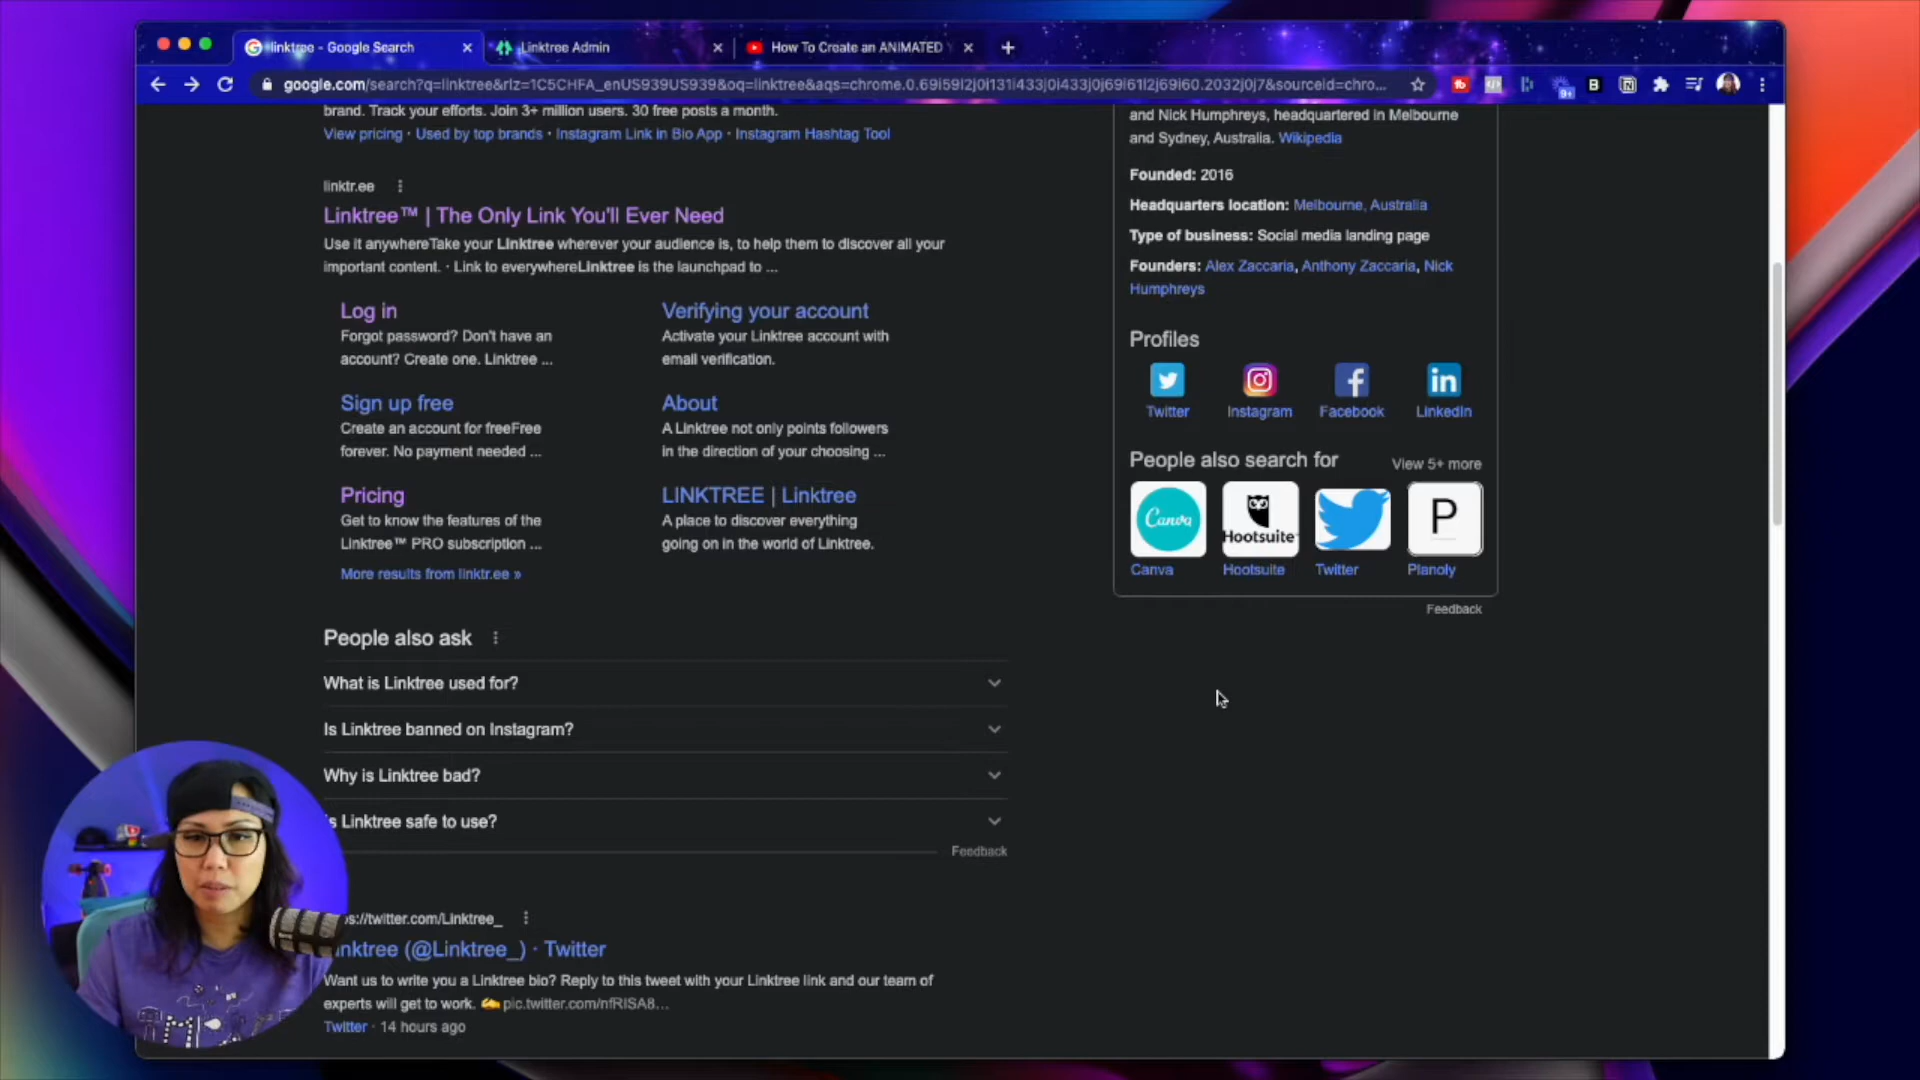 linktree - Google Search
Linktree Admin
How To Create an ANIMATED
google.com/search?q=linktree&rlz=1C5CHFA_enUS939US939&oq=linktree&aqs=chrome.0.69i59l2j0i131i433j0i433j0j69i61l2j69i60.2032j0j7&sourceid=chro...
brand. Track your efforts. Join 3+ million users. 30 free posts a month.
View pricing · Used by top brands · Instagram Link in Bio App · Instagram Hashtag Tool
linktr.ee
Linktree™ | The Only Link You'll Ever Need
Use it anywhereTake your Linktree wherever your audience is, to help them to discover all your
important content. · Link to everywhereLinktree is the launchpad to ...
Log in
Forgot password? Don't have an
account? Create one. Linktree ...
Verifying your account
Activate your Linktree account with
email verification.
Sign up free
Create an account for freeFree
forever. No payment needed ...
About
A Linktree not only points followers
in the direction of your choosing ...
Pricing
Get to know the features of the
Linktree™ PRO subscription ...
LINKTREE | Linktree
A place to discover everything
going on in the world of Linktree.
More results from linktr.ee »
People also ask
What is Linktree used for?
Is Linktree banned on Instagram?
Why is Linktree bad?
Is Linktree safe to use?
Feedback
ps://twitter.com/Linktree_
inktree (@Linktree_) · Twitter
Want us to write you a Linktree bio? Reply to this tweet with your Linktree link and our team of
experts will get to work. ✍️ pic.twitter.com/nfRISA8...
Twitter · 14 hours ago
and Nick Humphreys, headquartered in Melbourne
and Sydney, Australia. Wikipedia
Founded: 2016
Headquarters location: Melbourne, Australia
Type of business: Social media landing page
Founders: Alex Zaccaria, Anthony Zaccaria, Nick
Humphreys
Profiles
Twitter
Instagram
Facebook
LinkedIn
People also search for
View 5+ more
Canva
Hootsuite
P
Canva
Hootsuite
Twitter
Planoly
Feedback